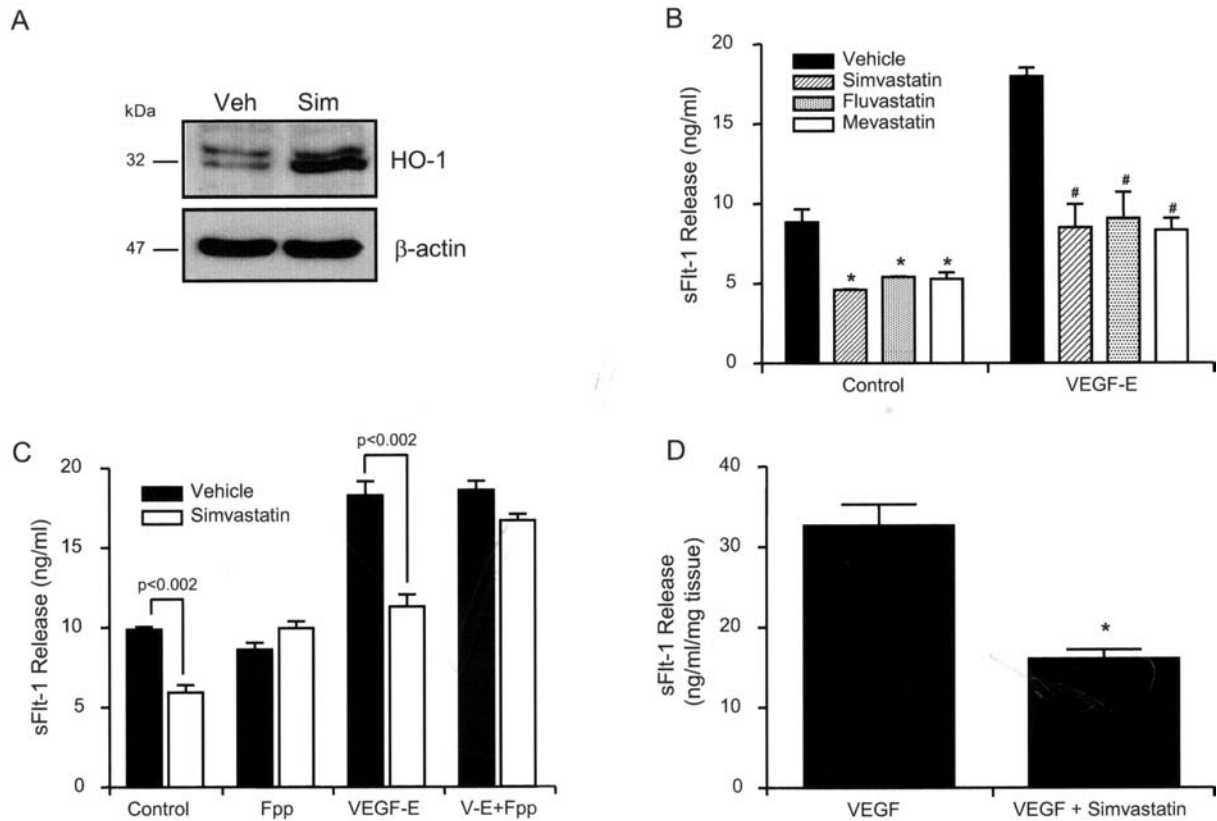 A
Veh Sim
kDa
32
HO-1
47
β-actin
B
20
15
10
5
0
sFlt-1 Release (ng/ml)
Vehicle
Simvastatin
Fluvastatin
Mevastatin
* * *
# # #
Control VEGF-E
C
20
15
10
5
0
sFlt-1 Release (ng/ml)
Vehicle
Simvastatin
p<0.002
p<0.002
Control Fpp VEGF-E V-E+Fpp
D
40
30
20
10
0
sFlt-1 Release
(ng/ml/mg tissue)
*
VEGF VEGF + Simvastatin